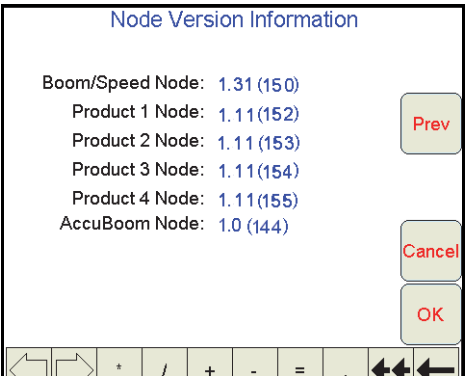 Node Version Information
Boom/Speed Node: 1.31 (150)
Product 1 Node: 1.11(152)
Prev
Product 2 Node: 1.11(153)
Product 3 Node: 1.11(154)
Product 4 Node: 1.11(155)
AccuBoom Node: 1.0 (144)
Cancel
OK
* / + - = .